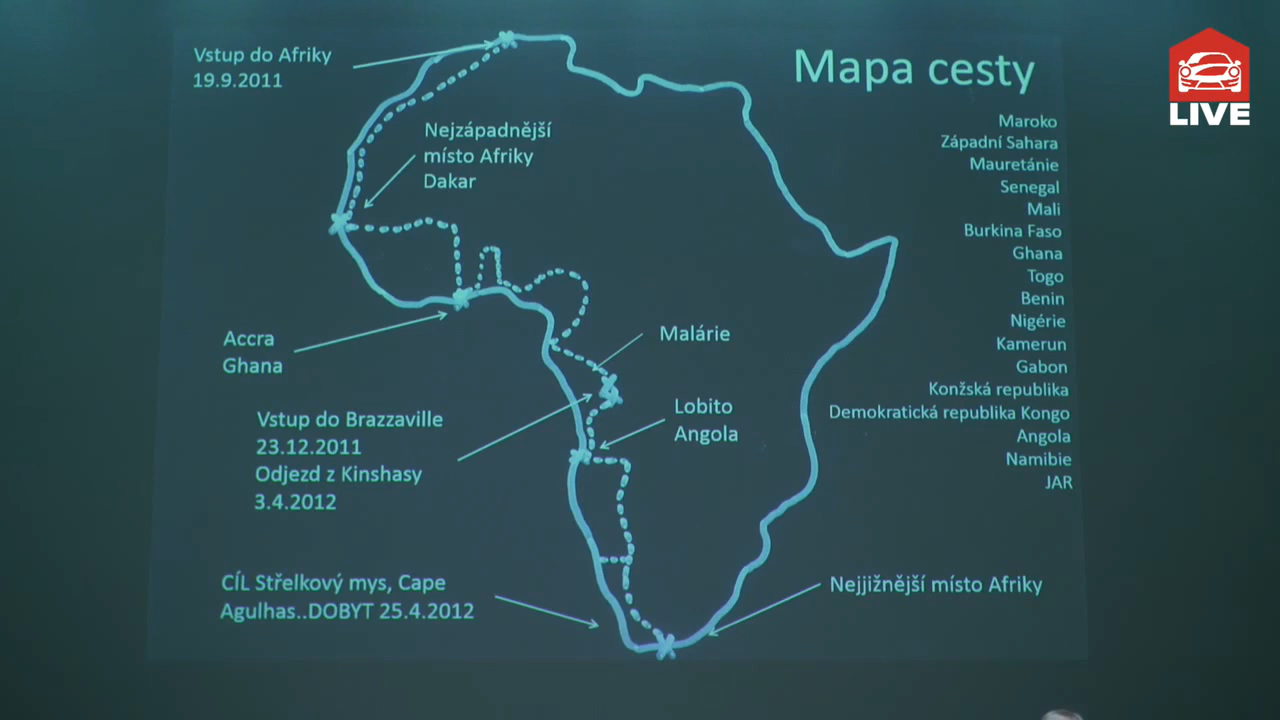 Vstup do Afriky
19.9.2011
Mapa cesty
LIVE
Nejzápadnější
místo Afriky
Dakar
Maroko
Západní Sahara
Mauretánie
Senegal
Mali
Burkina Faso
Ghana
Togo
Benin
Nigérie
Kamerun
Gabon
Konžská republika
Demokratická republika Kongo
Angola
Namibie
JAR
Accra
Ghana
Malárie
Lobito
Angola
Vstup do Brazzaville
23.12.2011
Odjezd z Kinshasy
3.4.2012
CÍL Střelkový mys, Cape
Agulhas..DOBYT 25.4.2012
Nejjižnější místo Afriky